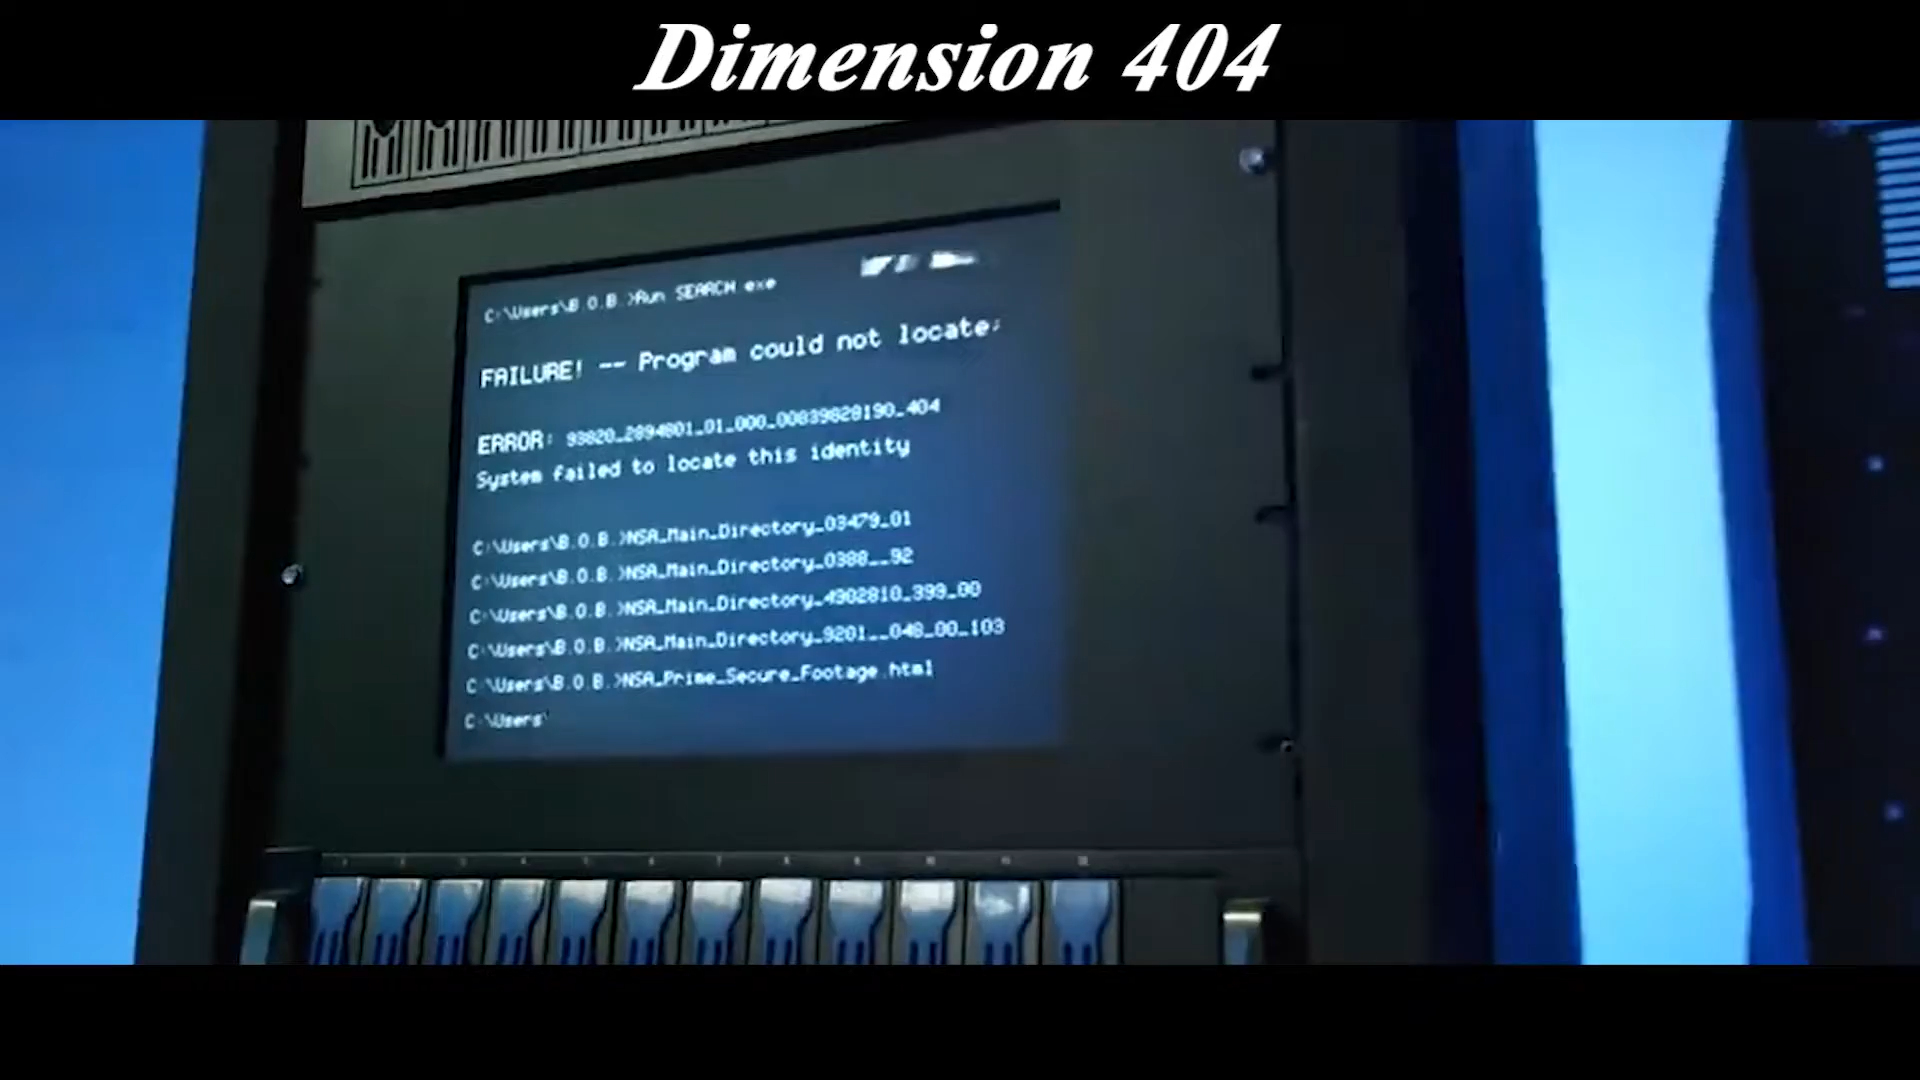 Dimension 404
C:\Users\B.O.B.>Run SEARCH.exe
FAILURE! -- Program could not locate:
ERROR: 93820_2894801_01_000_00839828190_404
System failed to locate this identity
C:\Users\B.O.B.>NSA_Main_Directory_03479_01
C:\Users\B.O.B.>NSA_Main_Directory_0388__92
C:\Users\B.O.B.>NSA_Main_Directory_4902810_399_00
C:\Users\B.O.B.>NSA_Main_Directory_9201__048_00_103
C:\Users\B.O.B.>NSA_Prime_Secure_Footage.html
C:\Users\